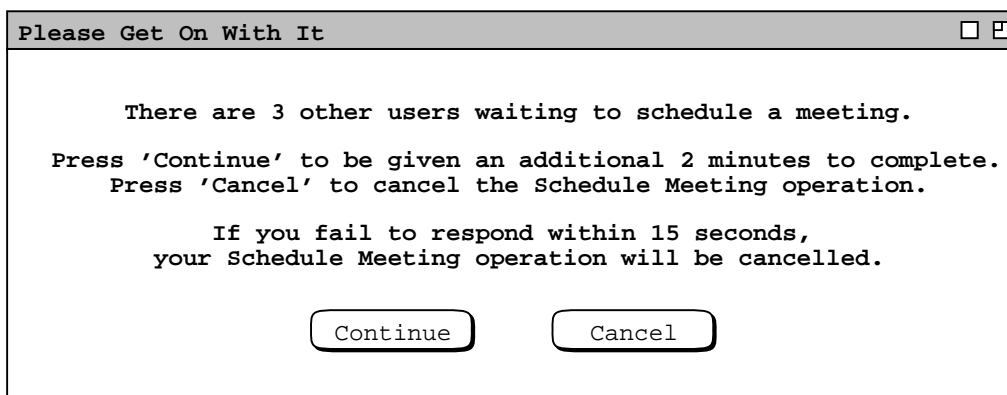 Please Get On With It
There are 3 other users waiting to schedule a meeting.
Press ’Continue’ to be given an additional 2 minutes to complete.
Press ’Cancel’ to cancel the Schedule Meeting operation.
If you fail to respond within 15 seconds,
your Schedule Meeting operation will be cancelled.
Continue Cancel